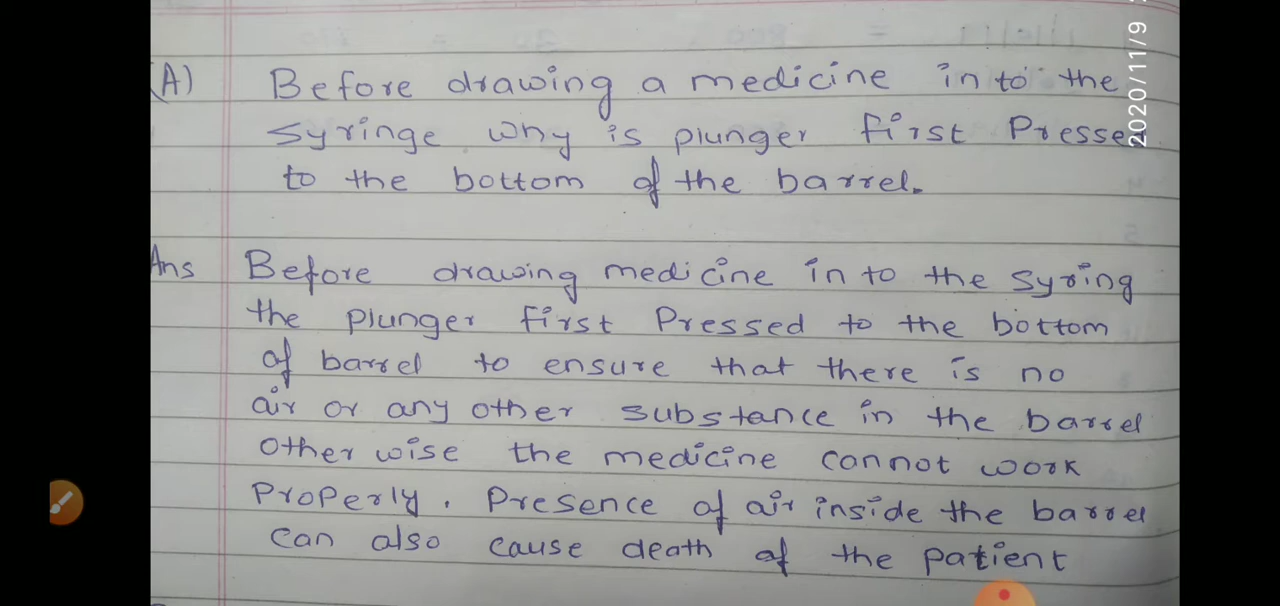 (A) Before drawing a medicine in to the
syringe why is plunger first Pressed
to the bottom of the barrel.
Ans Before drawing medicine in to the syring
the plunger first Pressed to the bottom
of barrel to ensure that there is no
air or any other substance in the barrel
other wise the medicine cannot work
Properly. Presence of air inside the barrel
can also cause death of the patient
2020/11/9